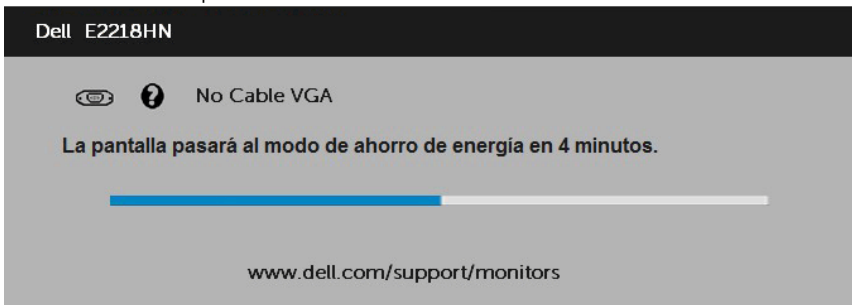 Dell E2218HN
No Cable VGA
La pantalla pasará al modo de ahorro de energía en 4 minutos.
www.dell.com/support/monitors